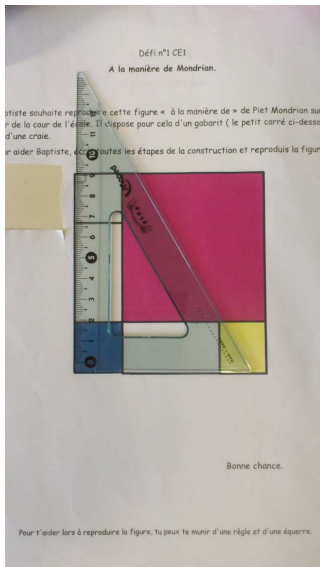 Défi n°1 CE1
A la manière de Mondrian.
ptiste souhaite reproduire cette figure « à la manière de » de Piet Mondrian sur
r de la cour de l'école. Il dispose pour cela d'un gabarit ( le petit carré ci-desso
d'une craie.
ur aider Baptiste, écris toutes les étapes de la construction et reproduis la figur
Bonne chance.
Pour t'aider lors à reproduire la figure, tu peux te munir d'une règle et d'une équerre.